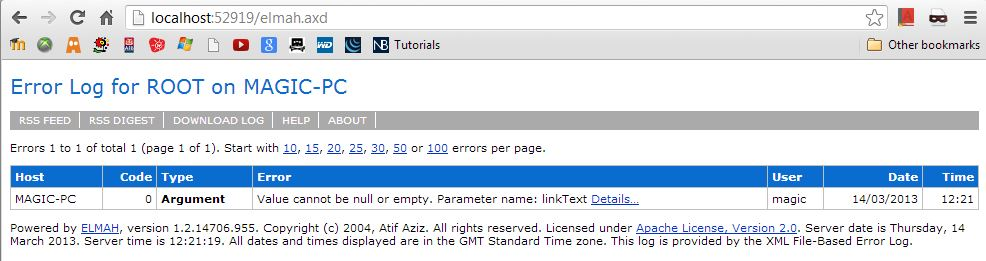 localhost:52919/elmah.axd
WD NB Tutorials Other bookmarks
Error Log for ROOT on MAGIC-PC
RSS FEED RSS DIGEST DOWNLOAD LOG HELP ABOUT
Errors 1 to 1 of total 1 (page 1 of 1). Start with 10, 15, 20, 25, 30, 50 or 100 errors per page.
Host Code Type Error User Date Time
MAGIC-PC 0 Argument Value cannot be null or empty. Parameter name: linkText Details... magic 14/03/2013 12:21
Powered by ELMAH, version 1.2.14706.955. Copyright (c) 2004, Atif Aziz. All rights reserved. Licensed under Apache License, Version 2.0. Server date is Thursday, 14
March 2013. Server time is 12:21:19. All dates and times displayed are in the GMT Standard Time zone. This log is provided by the XML File-Based Error Log.